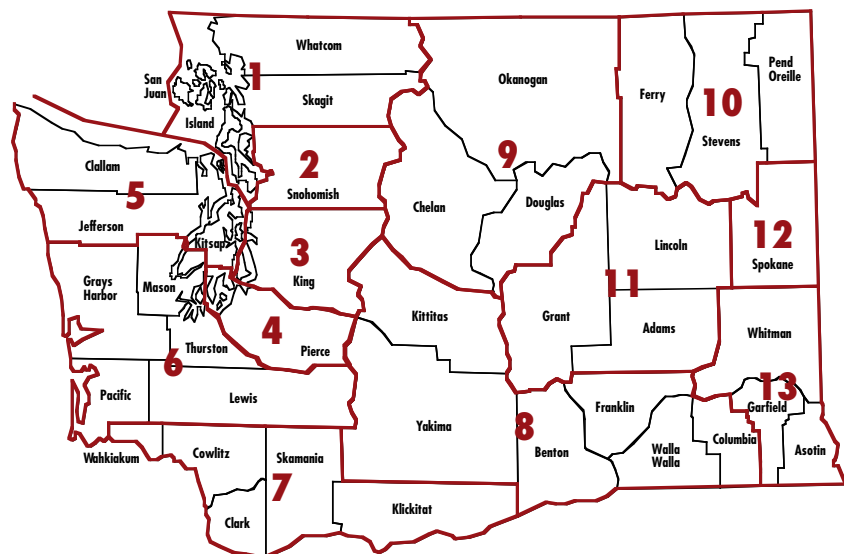 Whatcom
San
Juan
1
Skagit
Island
Okanogan
Ferry
10
Stevens
Pend
Oreille
Clallam
5
Jefferson
2
Snohomish
9
Chelan
Douglas
Kitsap
3
King
Lincoln
12
Spokane
Grays
Harbor
Mason
Kittitas
Grant
11
Adams
Whitman
4
Pierce
Thurston
6
Pacific
Lewis
Yakima
8
Benton
Franklin
Walla
Walla
Columbia
13
Garfield
Asotin
Wahkiakum
Cowlitz
Skamania
7
Clark
Klickitat